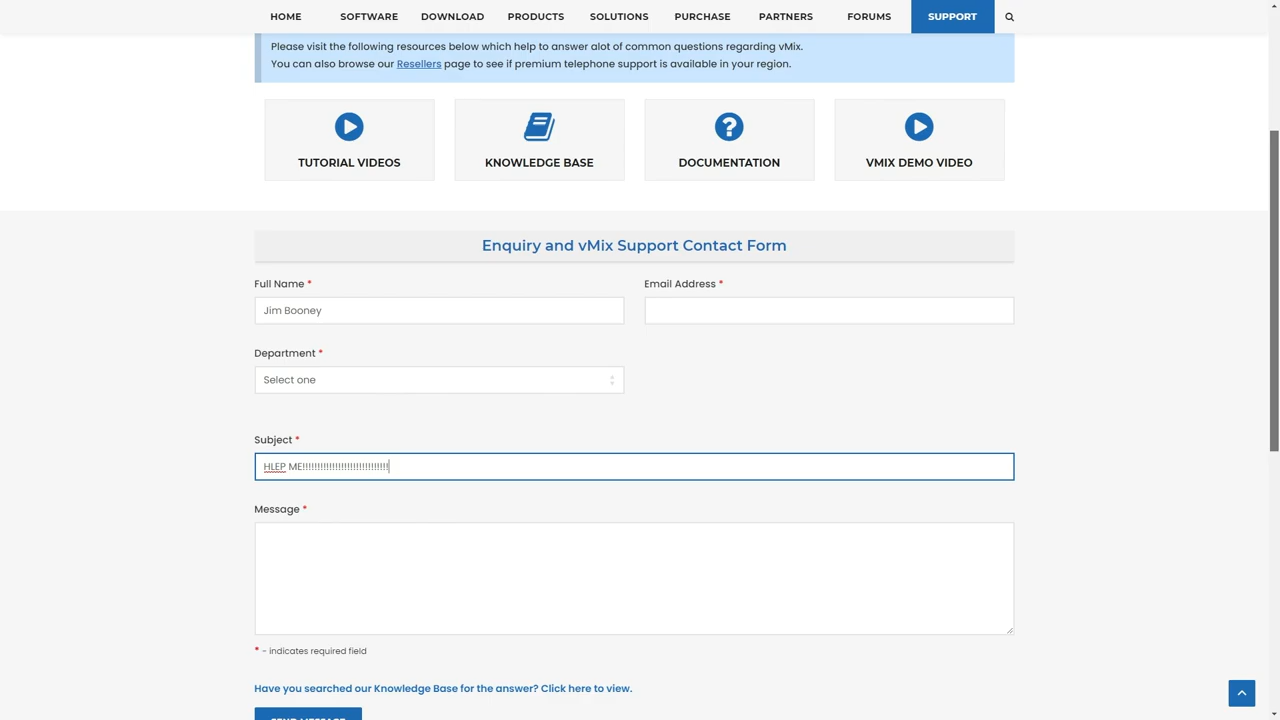 HOME SOFTWARE DOWNLOAD PRODUCTS SOLUTIONS PURCHASE PARTNERS FORUMS SUPPORT
Please visit the following resources below which help to answer alot of common questions regarding vMix.
You can also browse our Resellers page to see if premium telephone support is available in your region.
TUTORIAL VIDEOS KNOWLEDGE BASE DOCUMENTATION VMIX DEMO VIDEO
Enquiry and vMix Support Contact Form
Full Name * Email Address *
Jim Booney
Department *
Select one
Subject *
HLEP ME!!!!!!!!!!!!!!!!!!!!!!!!!!!!!
Message *
* - indicates required field
Have you searched our Knowledge Base for the answer? Click here to view.
SEND MESSAGE